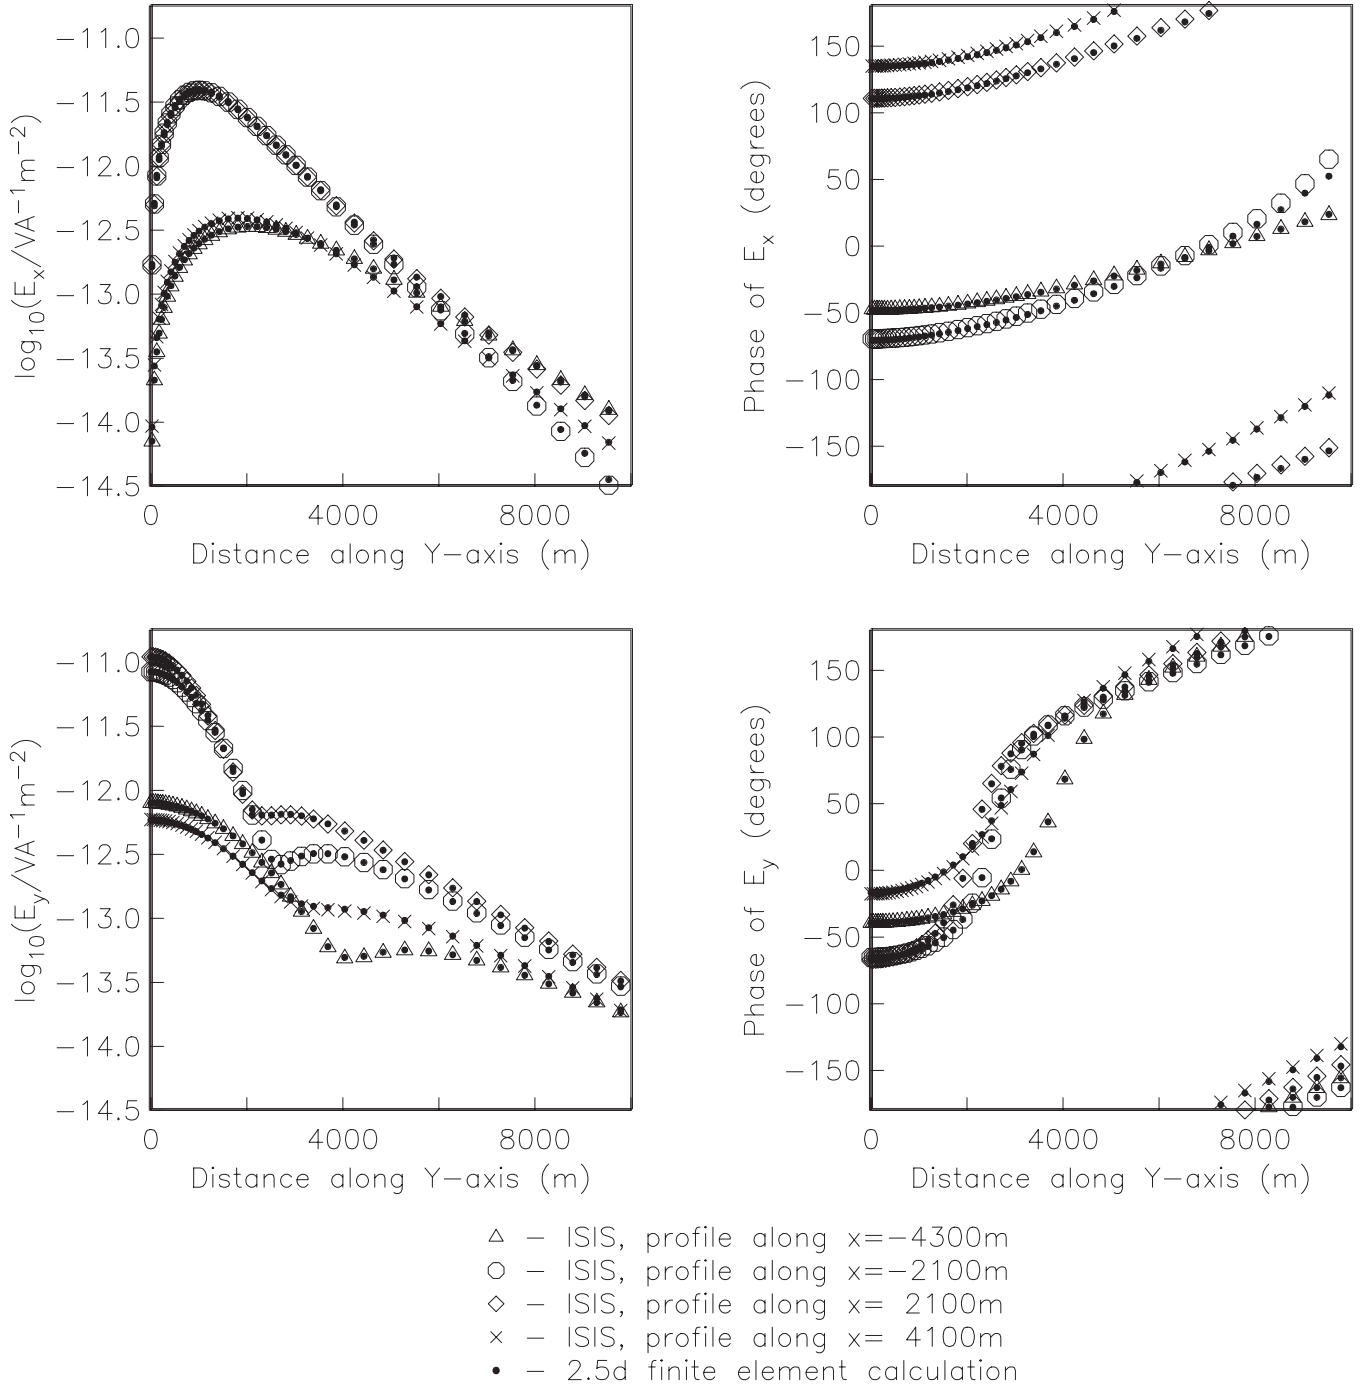 −11.0
−11.5
−12.0
−12.5
−13.0
−13.5
−14.0
−14.5
log₁₀(Eₓ/VA⁻¹m⁻²)
0 4000 8000
Distance along Y−axis (m)
150
100
50
0
−50
−100
−150
Phase of Eₓ (degrees)
0 4000 8000
Distance along Y−axis (m)
−11.0
−11.5
−12.0
−12.5
−13.0
−13.5
−14.0
−14.5
log₁₀(E_y/VA⁻¹m⁻²)
0 4000 8000
Distance along Y−axis (m)
150
100
50
0
−50
−100
−150
Phase of E_y (degrees)
0 4000 8000
Distance along Y−axis (m)
− ISIS, profile along x=−4300m
− ISIS, profile along x=−2100m
− ISIS, profile along x= 2100m
− ISIS, profile along x= 4100m
− 2.5d finite element calculation